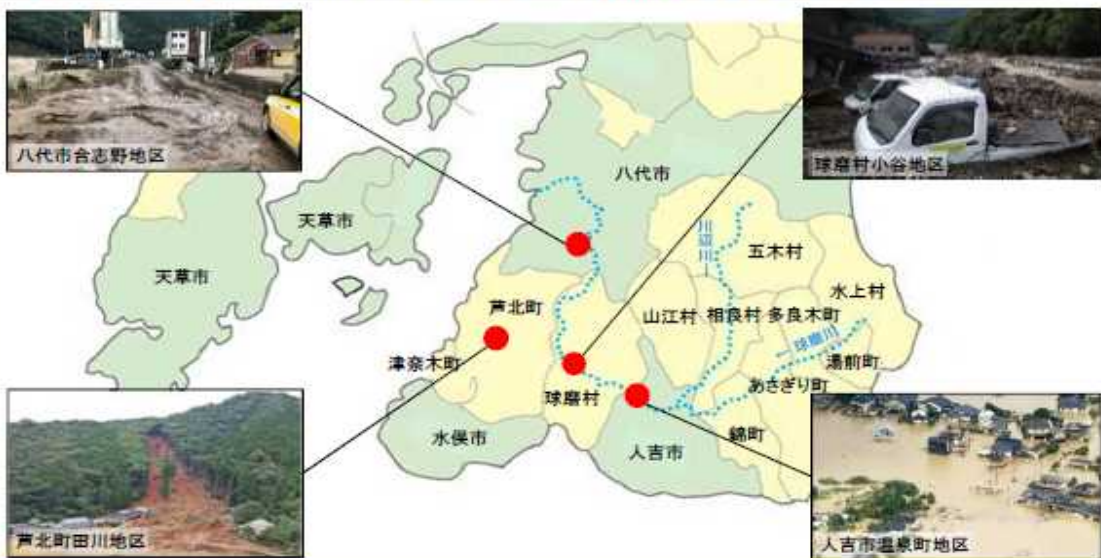 八代市合志野地区
球磨村小谷地区
八代市
天草市
天草市
川辺川→
五木村
水上村
芦北町
山江村
相良村
多良木町
←球磨川
湯前町
津奈木町
あさぎり町
球磨村
錦町
水俣市
人吉市
芦北町田川地区
人吉市温泉町地区